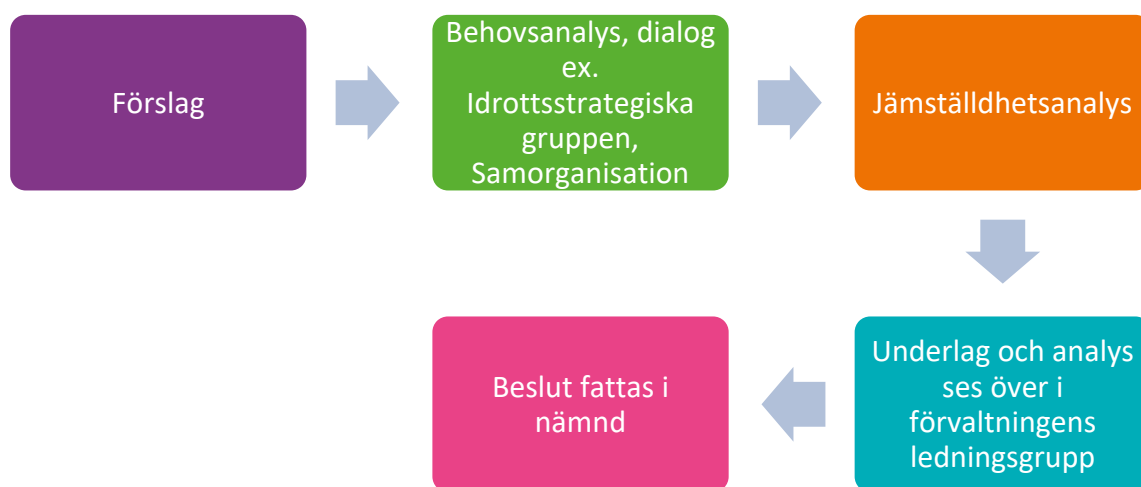 Förslag
Behovsanalys, dialog
ex.
Idrottsstrategiska
gruppen,
Samorganisation
Jämställdhetsanalys
Underlag och analys
ses över i
förvaltningens
ledningsgrupp
Beslut fattas i
nämnd